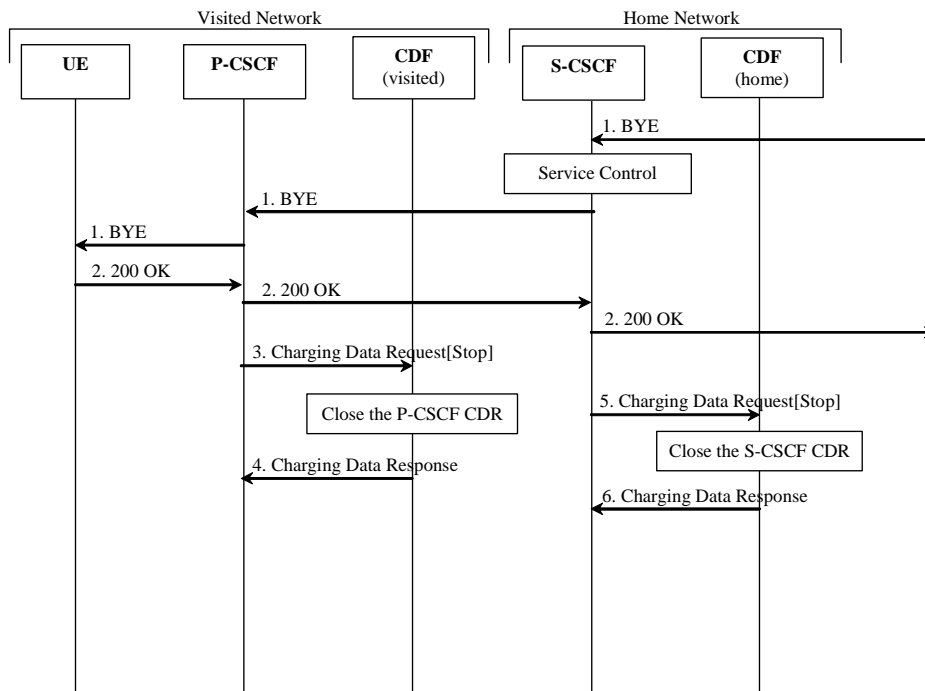 Visited Network
Home Network
UE
P-CSCF
CDF
(visited)
S-CSCF
CDF
(home)
1. BYE
Service Control
1. BYE
1. BYE
2. 200 OK
2. 200 OK
2. 200 OK
3. Charging Data Request[Stop]
Close the P-CSCF CDR
5. Charging Data Request[Stop]
Close the S-CSCF CDR
4. Charging Data Response
6. Charging Data Response